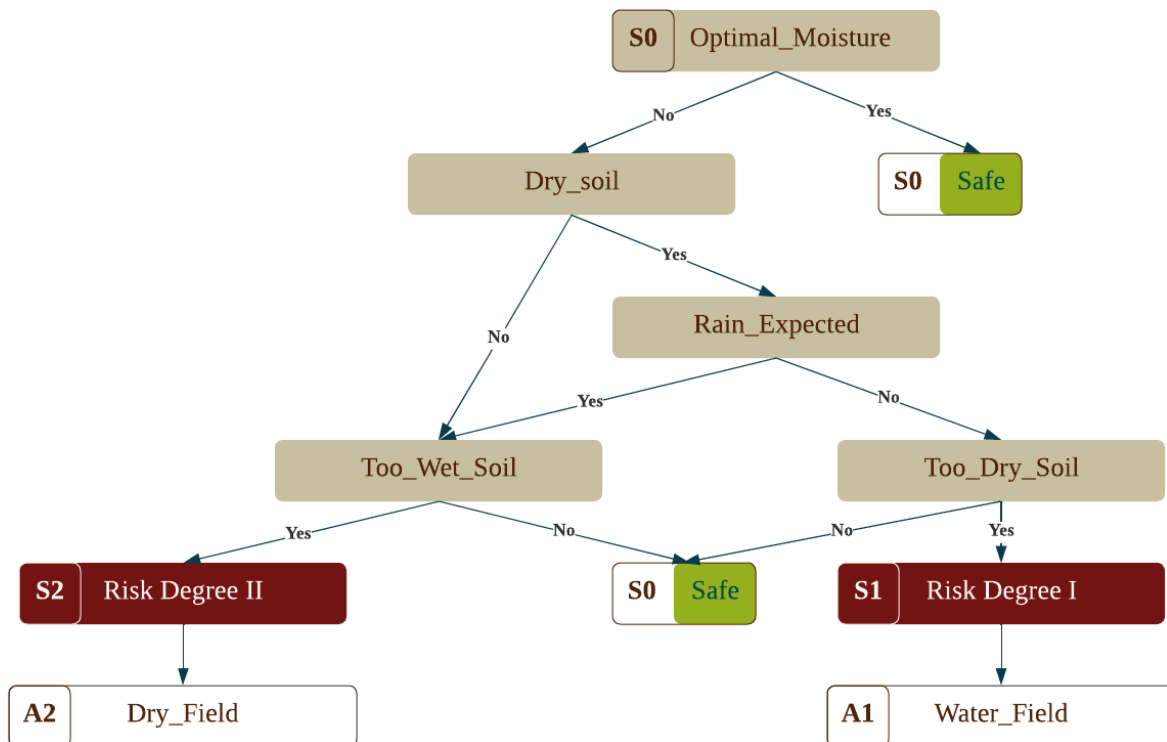 S0 Optimal_Moisture
No
Yes
Dry_soil
S0 Safe
Yes
No
Rain_Expected
Yes
No
Too_Wet_Soil
Too_Dry_Soil
Yes
No
No
Yes
S2 Risk Degree II
S0 Safe
S1 Risk Degree I
A2 Dry_Field
A1 Water_Field